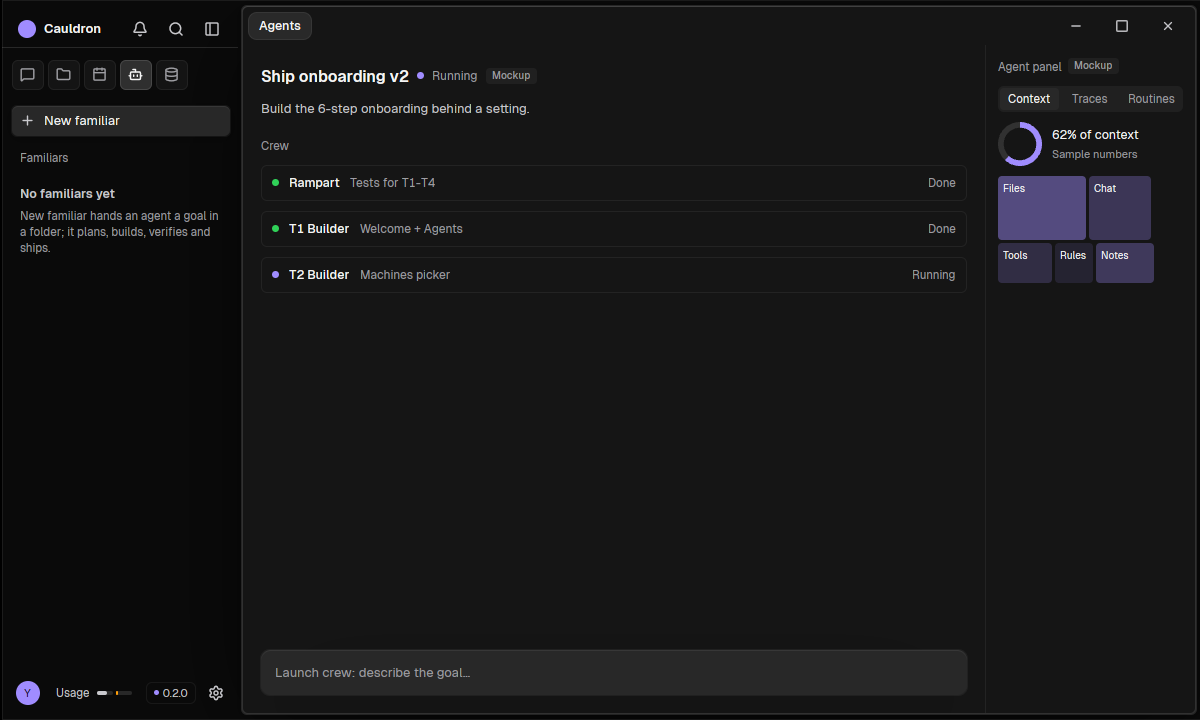 Cauldron
New familiar
Familiars
No familiars yet
New familiar hands an agent a goal in
a folder; it plans, builds, verifies and
ships.
Y
Usage
0.2.0
Agents
Ship onboarding v2 Running Mockup
Build the 6-step onboarding behind a setting.
Crew
Rampart Tests for T1-T4 Done
T1 Builder Welcome + Agents Done
T2 Builder Machines picker Running
Launch crew: describe the goal…
Agent panel Mockup
Context Traces Routines
62% of context
Sample numbers
Files Chat
Tools Rules Notes